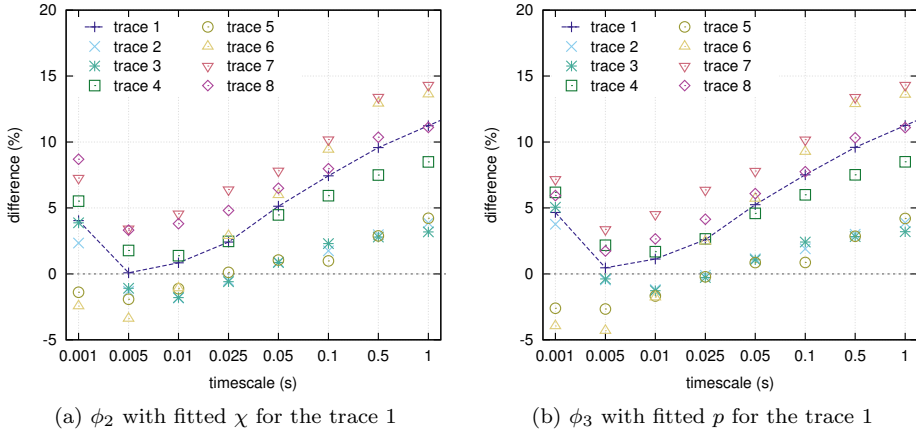 20
15
10
5
0
-5
difference (%)
trace 1
trace 2
trace 3
trace 4
trace 5
trace 6
trace 7
trace 8
0.001 0.005 0.01 0.025 0.05 0.1 0.5 1
timescale (s)
(a) ϕ₂ with fitted χ for the trace 1
20
15
10
5
0
-5
difference (%)
trace 1
trace 2
trace 3
trace 4
trace 5
trace 6
trace 7
trace 8
0.001 0.005 0.01 0.025 0.05 0.1 0.5 1
timescale (s)
(b) ϕ₃ with fitted p for the trace 1